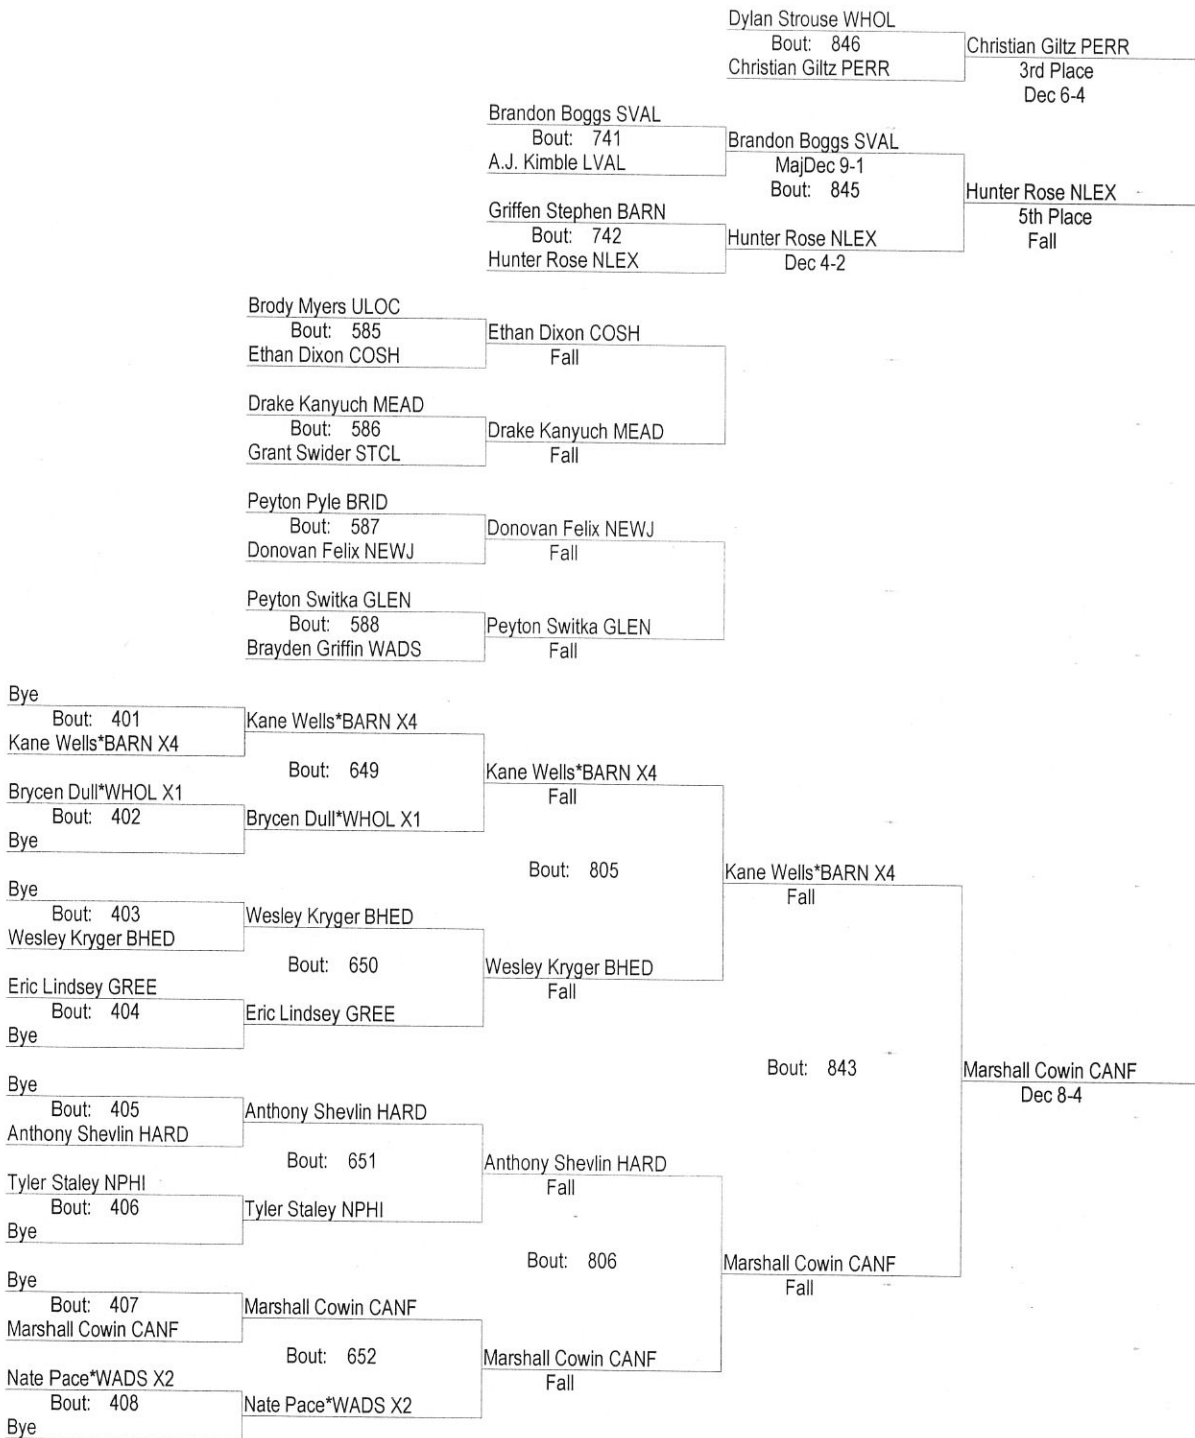 Dylan Strouse WHOL
Bout: 846
Christian Giltz PERR
Christian Giltz PERR
3rd Place
Dec 6-4
Brandon Boggs SVAL
Bout: 741
A.J. Kimble LVAL
Brandon Boggs SVAL
MajDec 9-1
Bout: 845
Griffen Stephen BARN
Bout: 742
Hunter Rose NLEX
Hunter Rose NLEX
Dec 4-2
Hunter Rose NLEX
5th Place
Fall
Brody Myers ULOC
Bout: 585
Ethan Dixon COSH
Ethan Dixon COSH
Fall
Drake Kanyuch MEAD
Bout: 586
Grant Swider STCL
Drake Kanyuch MEAD
Fall
Peyton Pyle BRID
Bout: 587
Donovan Felix NEWJ
Donovan Felix NEWJ
Fall
Peyton Switka GLEN
Bout: 588
Brayden Griffin WADS
Peyton Switka GLEN
Fall
Bye
Bout: 401
Kane Wells*BARN X4
Kane Wells*BARN X4
Bout: 649
Brycen Dull*WHOL X1
Bout: 402
Bye
Brycen Dull*WHOL X1
Kane Wells*BARN X4
Fall
Bout: 805
Bye
Bout: 403
Wesley Kryger BHED
Wesley Kryger BHED
Bout: 650
Eric Lindsey GREE
Bout: 404
Bye
Eric Lindsey GREE
Wesley Kryger BHED
Fall
Kane Wells*BARN X4
Fall
Bout: 843
Bye
Bout: 405
Anthony Shevlin HARD
Anthony Shevlin HARD
Bout: 651
Tyler Staley NPHI
Bout: 406
Bye
Tyler Staley NPHI
Anthony Shevlin HARD
Fall
Bout: 806
Bye
Bout: 407
Marshall Cowin CANF
Marshall Cowin CANF
Bout: 652
Nate Pace*WADS X2
Bout: 408
Bye
Nate Pace*WADS X2
Marshall Cowin CANF
Fall
Marshall Cowin CANF
Fall
Marshall Cowin CANF
Dec 8-4